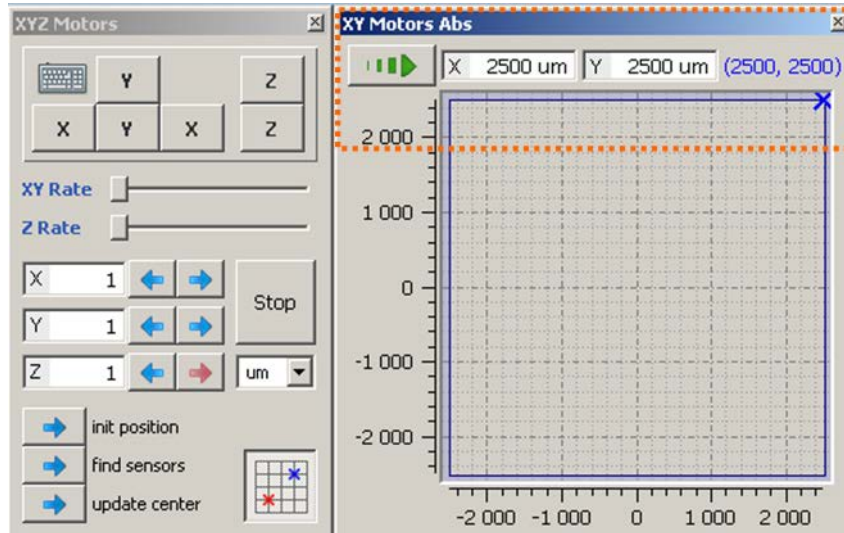 XYZ Motors
Y Z
X Y X Z
XY Rate
Z Rate
X 1
Y 1
Stop
Z 1 um
init position
find sensors
update center
XY Motors Abs
X 2500 um Y 2500 um (2500, 2500)
2 000
1 000
0
-1 000
-2 000
-2 000 -1 000 0 1 000 2 000